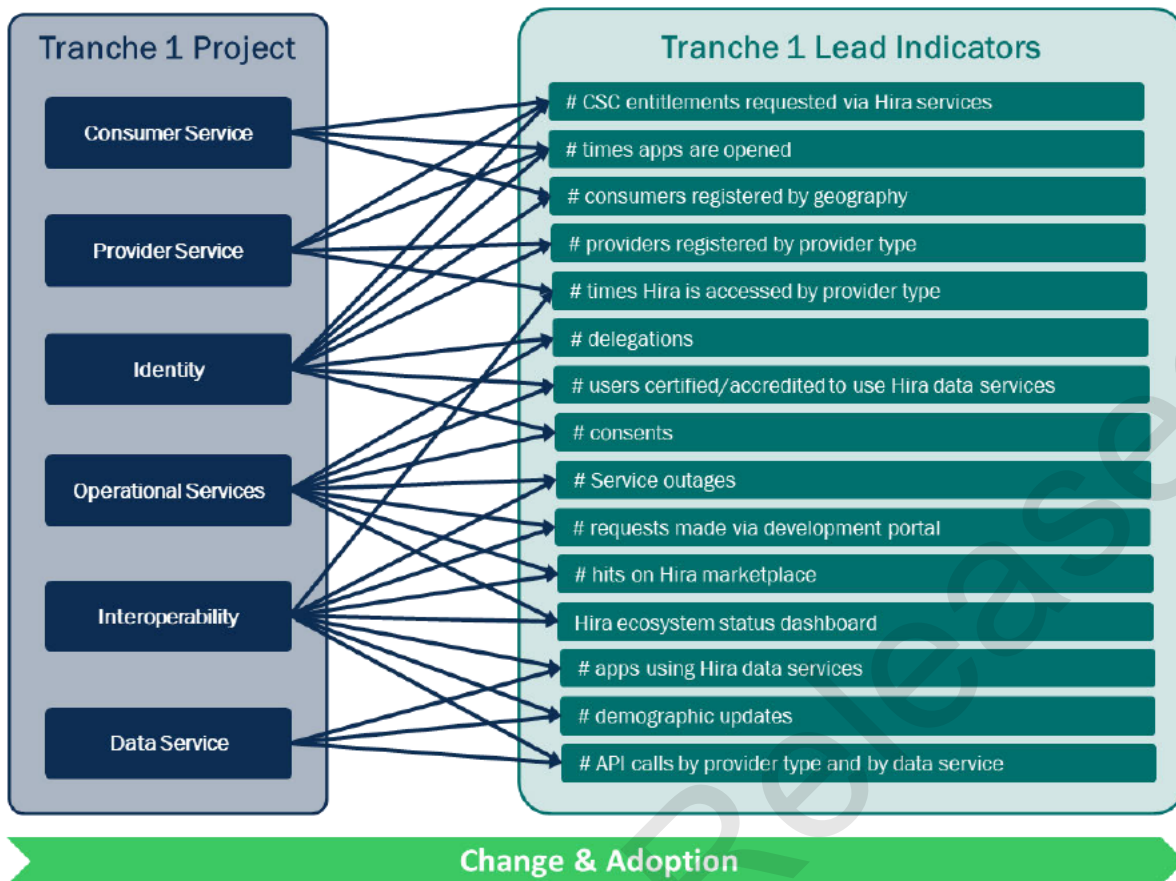 Tranche 1 Project
Consumer Service
Provider Service
Identity
Operational Services
Interoperability
Data Service
Tranche 1 Lead Indicators
# CSC entitlements requested via Hira services
# times apps are opened
# consumers registered by geography
# providers registered by provider type
# times Hira is accessed by provider type
# delegations
# users certified/accredited to use Hira data services
# consents
# Service outages
# requests made via development portal
# hits on Hira marketplace
Hira ecosystem status dashboard
# apps using Hira data services
# demographic updates
# API calls by provider type and by data service
Change & Adoption
Release